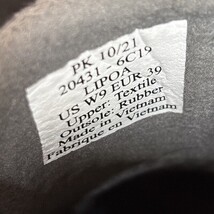 PK 10/21
20431 - 6C19
LIPOA
US W9 EUR 39
Upper: Textile
Outsole: Rubber
Made in Vietnam
Fabriqué en Vietnam